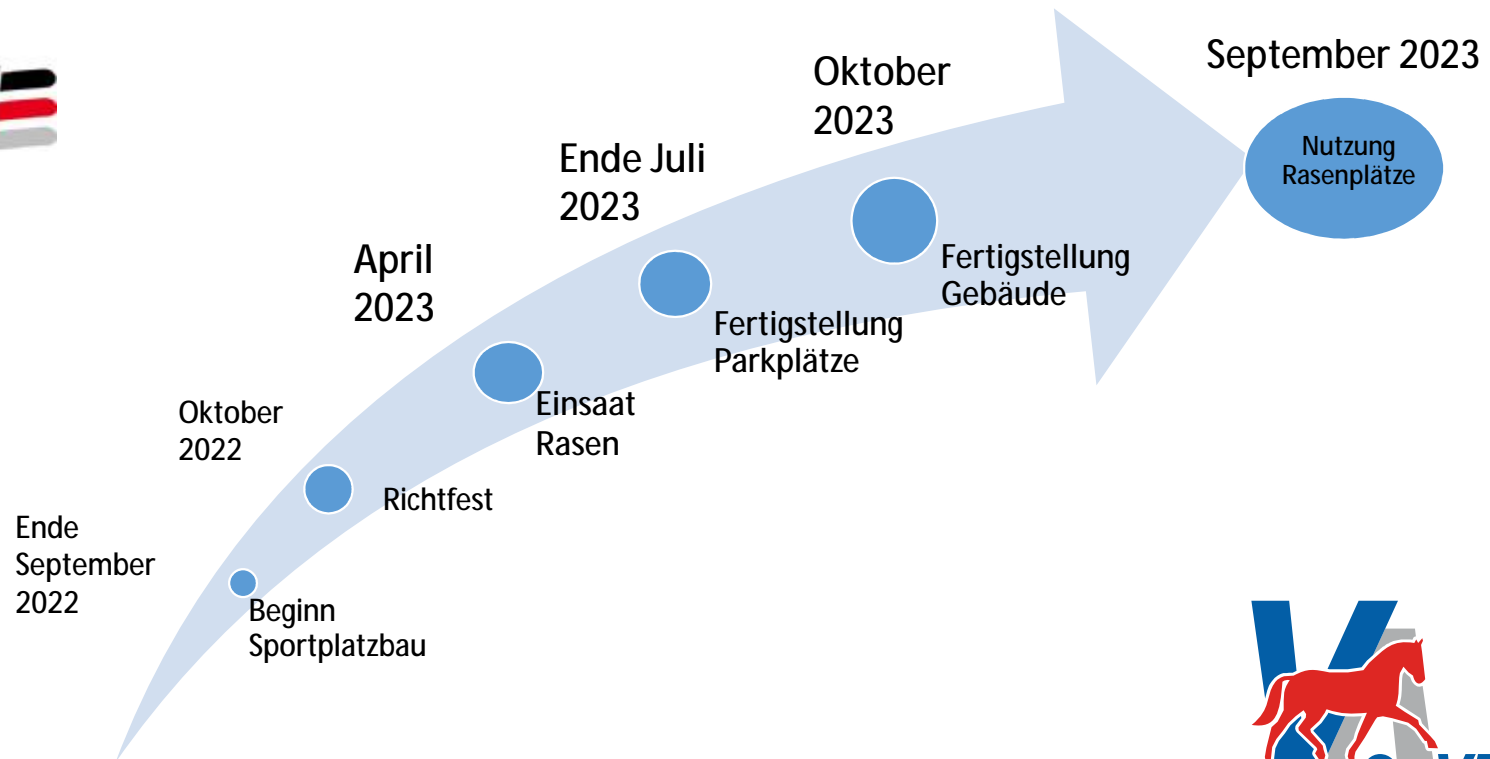 Ende
September
2022
Beginn
Sportplatzbau
Oktober
2022
Richtfest
April
2023
Einsaat
Rasen
Ende Juli
2023
Fertigstellung
Parkplätze
Oktober
2023
Fertigstellung
Gebäude
September 2023
Nutzung
Rasenplätze